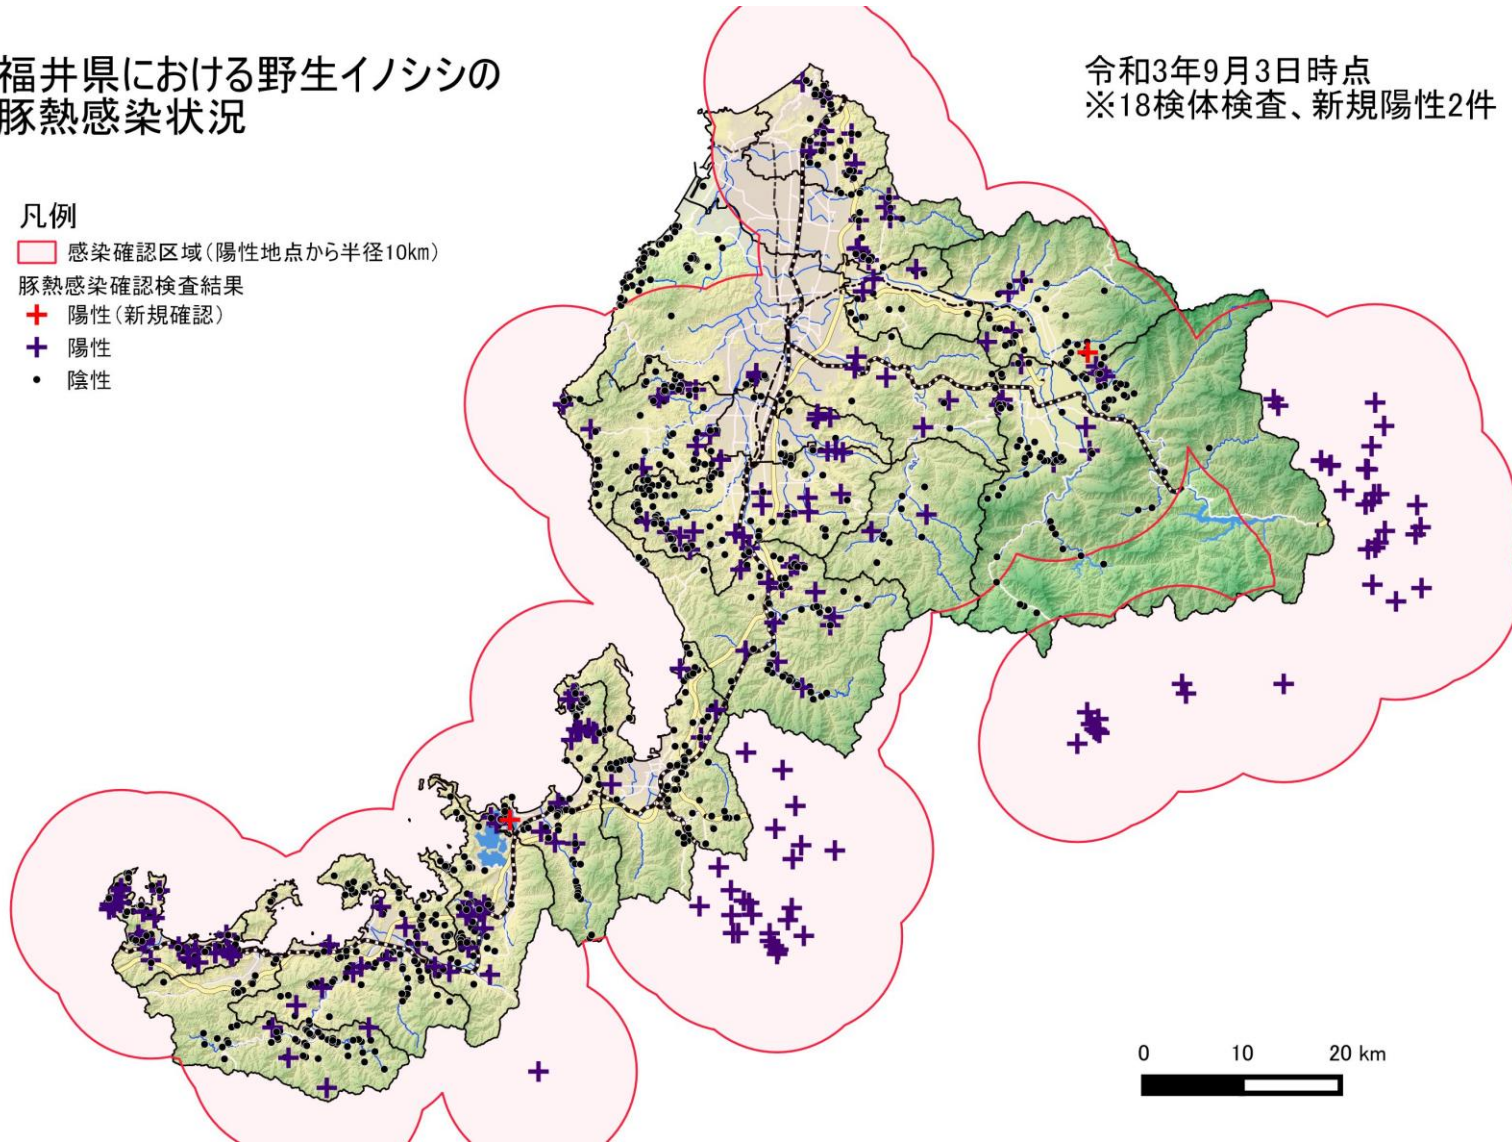 福井県における野生イノシシの
豚熱感染状況
令和3年9月3日時点
※18検体検査、新規陽性2件
凡例
感染確認区域(陽性地点から半径10km)
豚熱感染確認検査結果
陽性(新規確認)
陽性
陰性
0 10 20 km